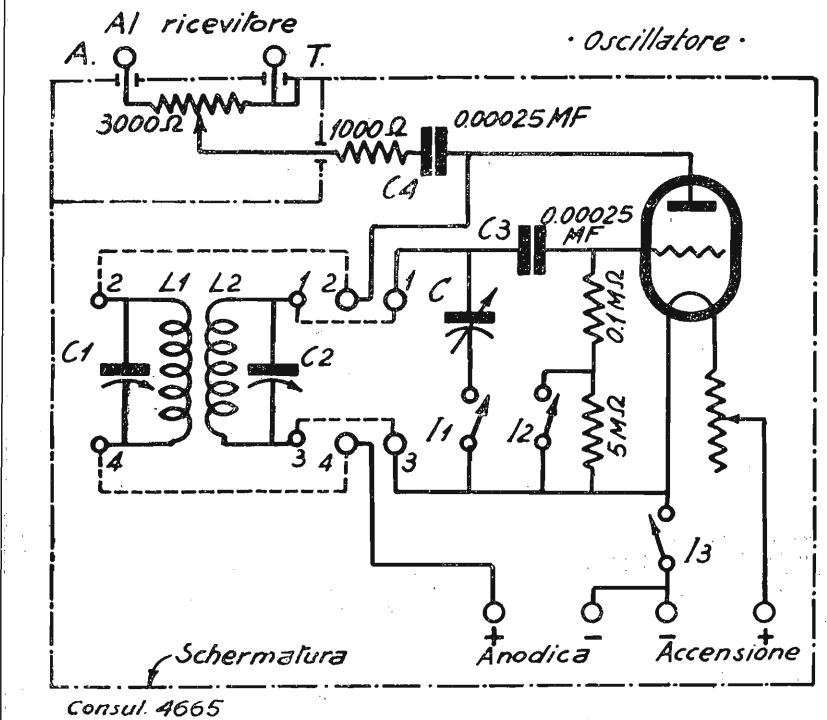 Al ricevitore
· Oscillatore ·
A.
T.
3000Ω
1000Ω
0.00025 MF
C4
C3
0.00025
MF
2 L1 L2 1 2 1
C
0.1 MΩ
C1
C2
I1
I2
5 MΩ
4
3
4
3
I3
+ - - +
Anodica
Accensione
Schermatura
Consul. 4665